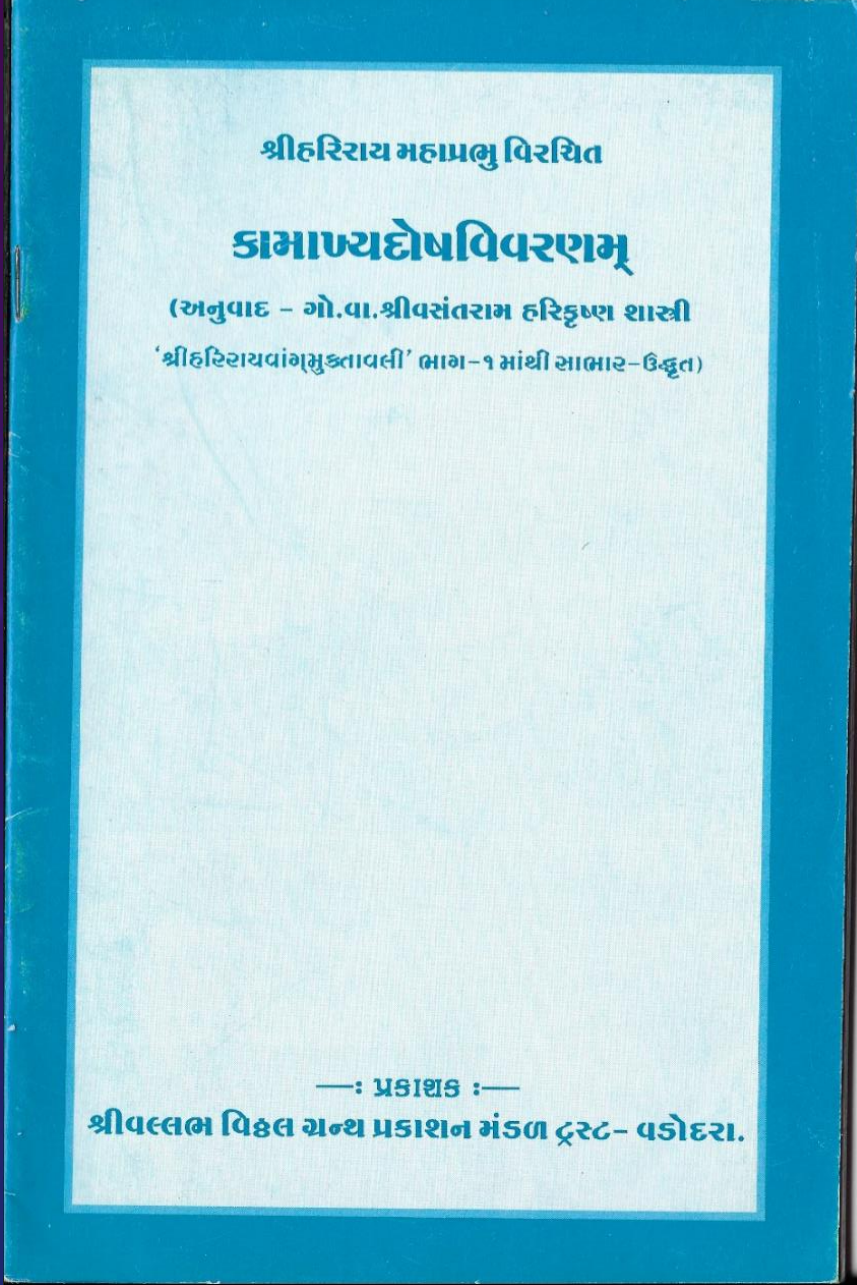 શ્રીહરિરાય મહાપ્રભુ વિરચિત
કામાખ્યદોષવિવરણમ્
(અનુવાદ - ગો.વા.શ્રીવસંતરામ હરિકૃષ્ણ શાસ્ત્રી
‘શ્રીહરિરાયવાંગ્મુક્તાવલી’ ભાગ-૧ માંથી સાભાર-ઉદ્ધૃત)
—: પ્રકાશક :—
શ્રીવલ્લભ વિઠ્ઠલ ગ્રન્થ પ્રકાશન મંડળ ટ્રસ્ટ- વડોદરા.